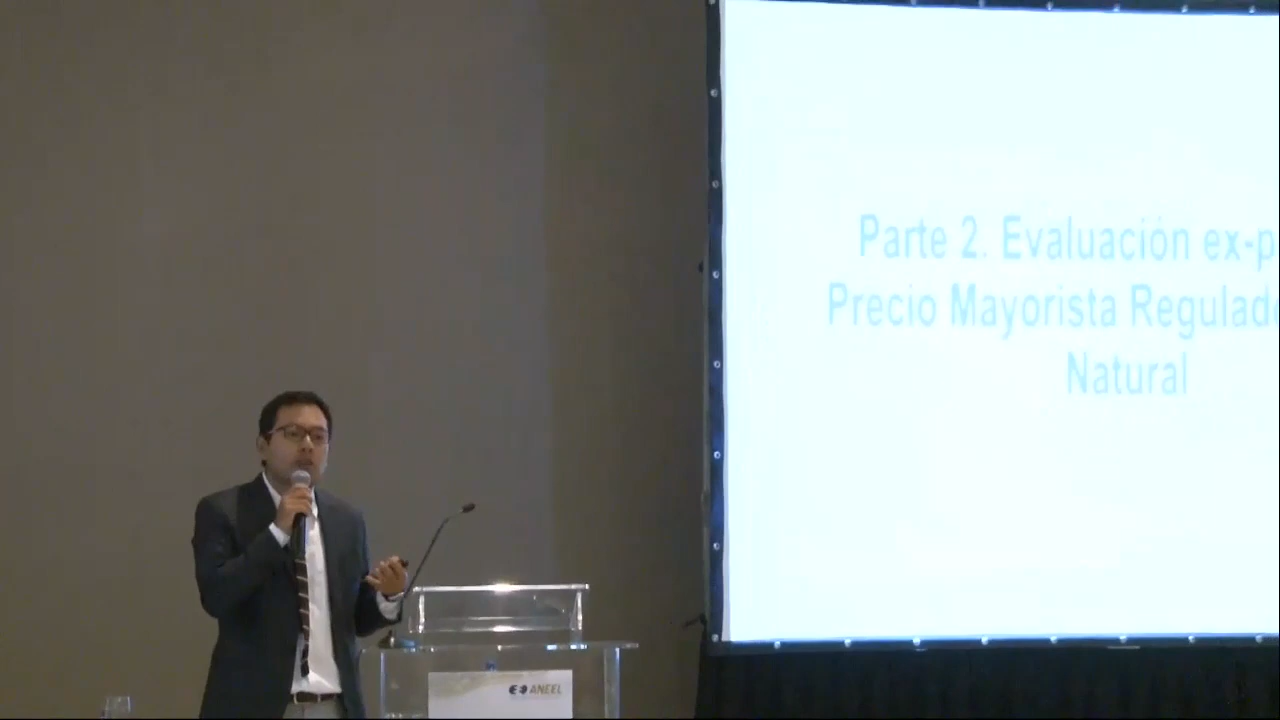 Parte 2. Evaluación ex-p
Precio Mayorista Regulad
Natural
ANEEL